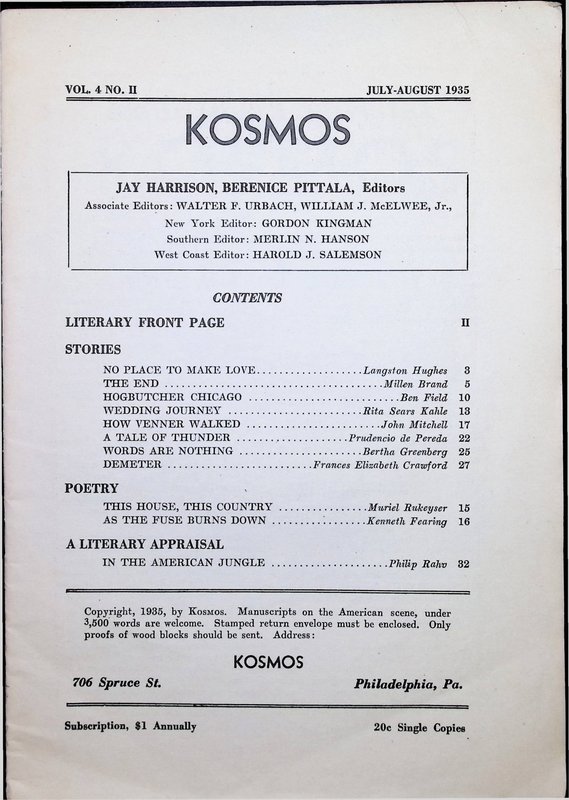 VOL. 4 NO. II JULY-AUGUST 1935
KOSMOS
JAY HARRISON, BERENICE PITTALA, Editors
Associate Editors: WALTER F. URBACH, WILLIAM J. McELWEE, Jr.,
New York Editor: GORDON KINGMAN
Southern Editor: MERLIN N. HANSON
West Coast Editor: HAROLD J. SALEMSON
CONTENTS
LITERARY FRONT PAGE II
STORIES
NO PLACE TO MAKE LOVE..................Langston Hughes 3
THE END .......................................Millen Brand 5
HOGBUTCHER CHICAGO ..........................Ben Field 10
WEDDING JOURNEY .......................Rita Sears Kahle 13
HOW VENNER WALKED .......................John Mitchell 17
A TALE OF THUNDER ...................Prudencio de Pereda 22
WORDS ARE NOTHING .....................Bertha Greenberg 25
DEMETER .........................Frances Elizabeth Crawford 27
POETRY
THIS HOUSE, THIS COUNTRY ...............Muriel Rukeyser 15
AS THE FUSE BURNS DOWN ................Kenneth Fearing 16
A LITERARY APPRAISAL
IN THE AMERICAN JUNGLE ....................Philip Rahv 32
Copyright, 1935, by KOSMOS. Manuscripts on the American scene, under
3,500 words are welcome. Stamped return envelope must be enclosed. Only
proofs of wood blocks should be sent. Address:
KOSMOS
706 Spruce St. Philadelphia, Pa.
Subscription, $1 Annually 20c Single Copies